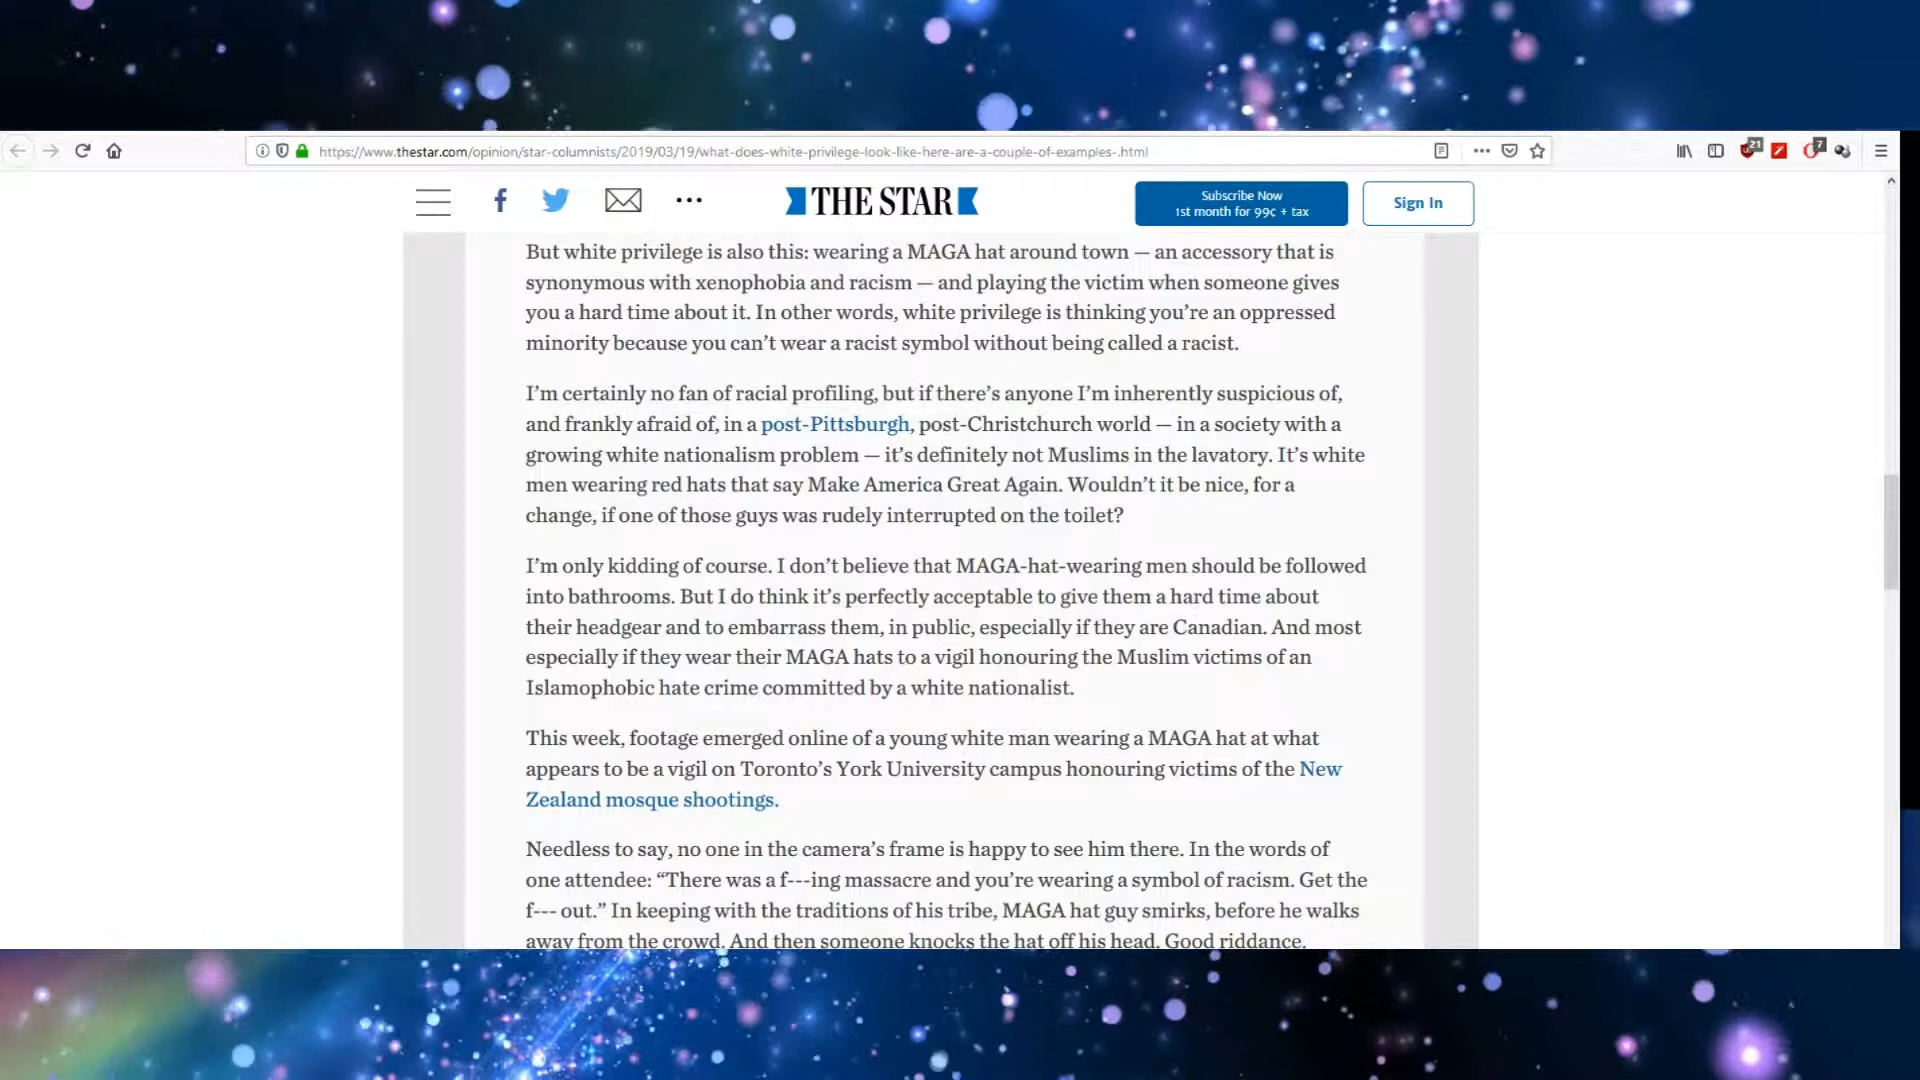 https://www.thestar.com/opinion/star-columnists/2019/03/19/what-does-white-privilege-look-like-here-are-a-couple-of-examples-.html
21
7
THE STAR
Subscribe Now
1st month for 99¢ + tax
Sign In
But white privilege is also this: wearing a MAGA hat around town — an accessory that is
synonymous with xenophobia and racism — and playing the victim when someone gives
you a hard time about it. In other words, white privilege is thinking you’re an oppressed
minority because you can’t wear a racist symbol without being called a racist.
I’m certainly no fan of racial profiling, but if there’s anyone I’m inherently suspicious of,
and frankly afraid of, in a post-Pittsburgh, post-Christchurch world — in a society with a
growing white nationalism problem — it’s definitely not Muslims in the lavatory. It’s white
men wearing red hats that say Make America Great Again. Wouldn’t it be nice, for a
change, if one of those guys was rudely interrupted on the toilet?
I’m only kidding of course. I don’t believe that MAGA-hat-wearing men should be followed
into bathrooms. But I do think it’s perfectly acceptable to give them a hard time about
their headgear and to embarrass them, in public, especially if they are Canadian. And most
especially if they wear their MAGA hats to a vigil honouring the Muslim victims of an
Islamophobic hate crime committed by a white nationalist.
This week, footage emerged online of a young white man wearing a MAGA hat at what
appears to be a vigil on Toronto’s York University campus honouring victims of the New
Zealand mosque shootings.
Needless to say, no one in the camera’s frame is happy to see him there. In the words of
one attendee: “There was a f---ing massacre and you’re wearing a symbol of racism. Get the
f--- out.” In keeping with the traditions of his tribe, MAGA hat guy smirks, before he walks
away from the crowd. And then someone knocks the hat off his head. Good riddance.